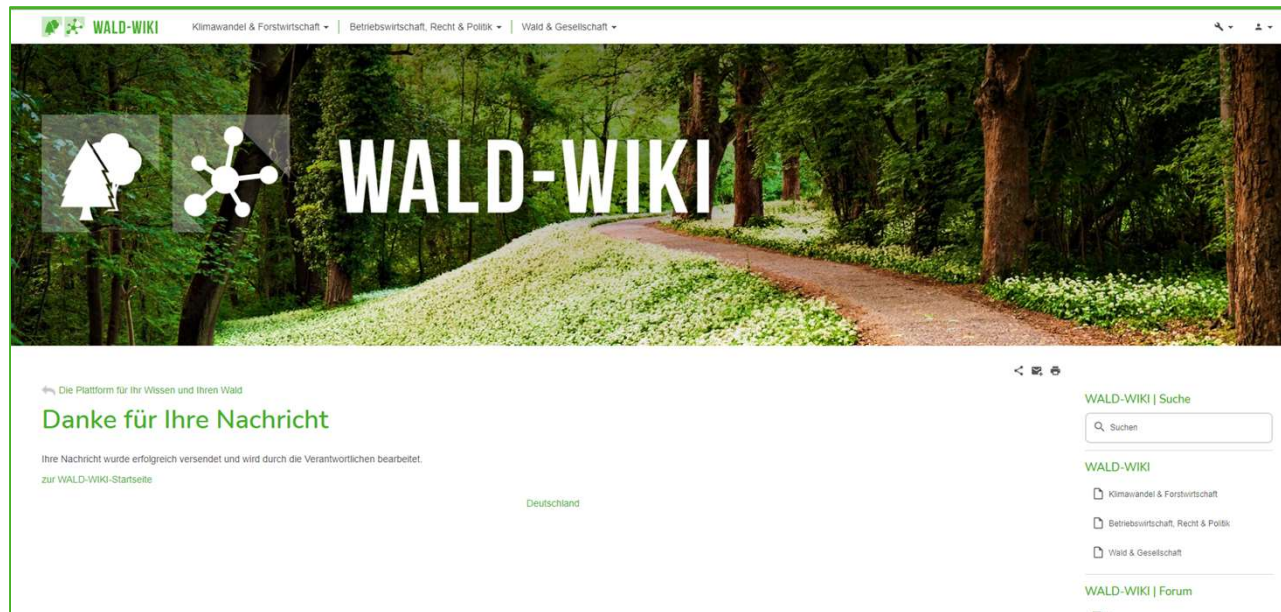 WALD-WIKI Klimawandel & Forstwirtschaft Betriebswirtschaft, Recht & Politik Wald & Gesellschaft
WALD-WIKI
Die Plattform für Ihr Wissen und Ihren Wald
Danke für Ihre Nachricht
Ihre Nachricht wurde erfolgreich versendet und wird durch die Verantwortlichen bearbeitet.
zur WALD-WIKI-Startseite
Deutschland
WALD-WIKI | Suche
Suchen
WALD-WIKI
Klimawandel & Forstwirtschaft
Betriebswirtschaft, Recht & Politik
Wald & Gesellschaft
WALD-WIKI | Forum